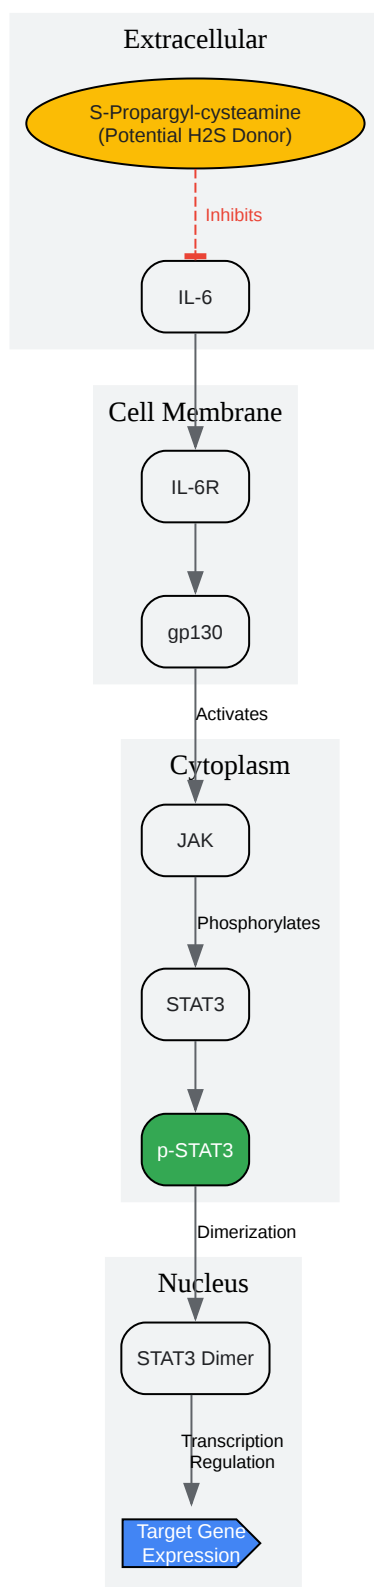 Extracellular
S-Propargyl-cysteamine
(Potential H2S Donor)
Inhibits
IL-6
Cell Membrane
IL-6R
gp130
Activates
Cytoplasm
JAK
Phosphorylates
STAT3
p-STAT3
Dimerization
Nucleus
STAT3 Dimer
Transcription
Regulation
Target Gene
Expression